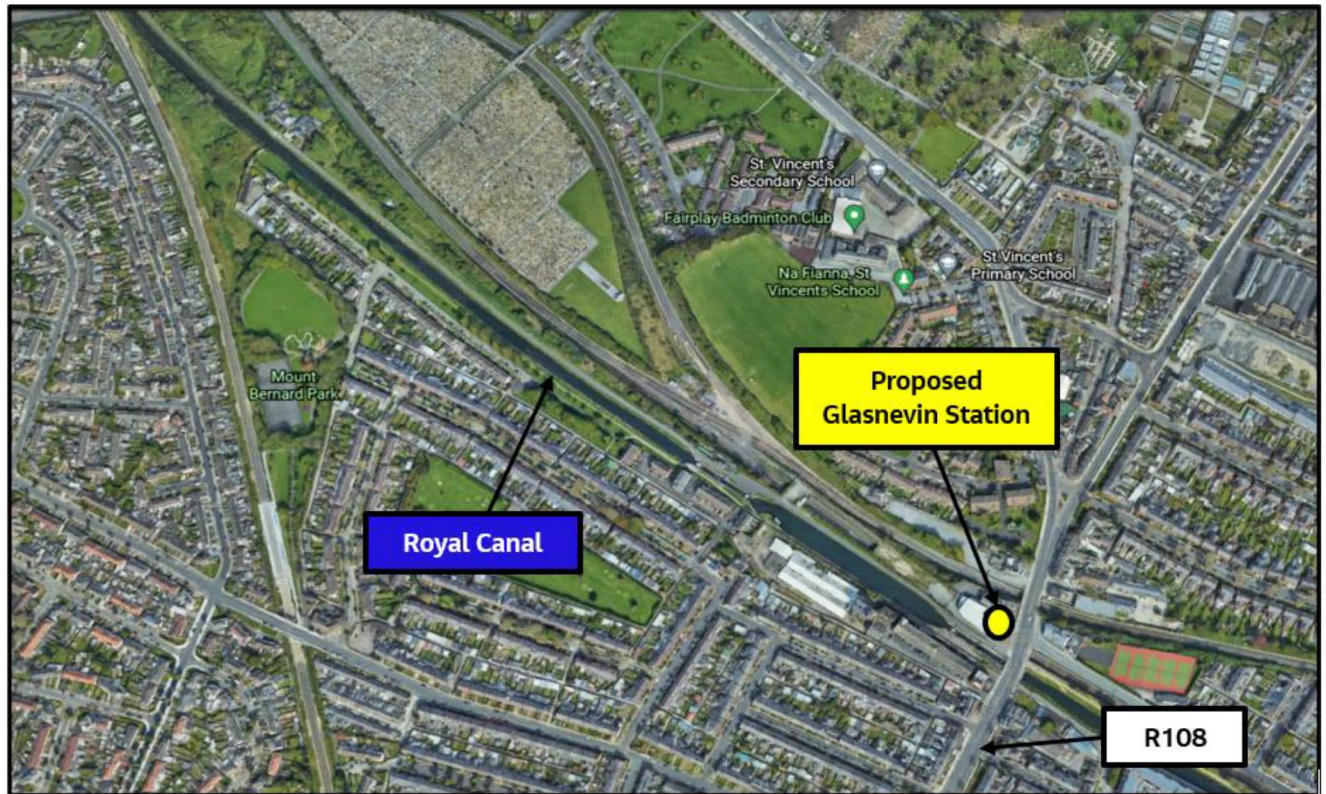 St. Vincent's
Secondary School
Fairplay Badminton Club
Na Fianna, St
Vincents School
St Vincent's
Primary School
Mount
Bernard Park
Proposed
Glasnevin Station
Royal Canal
R108